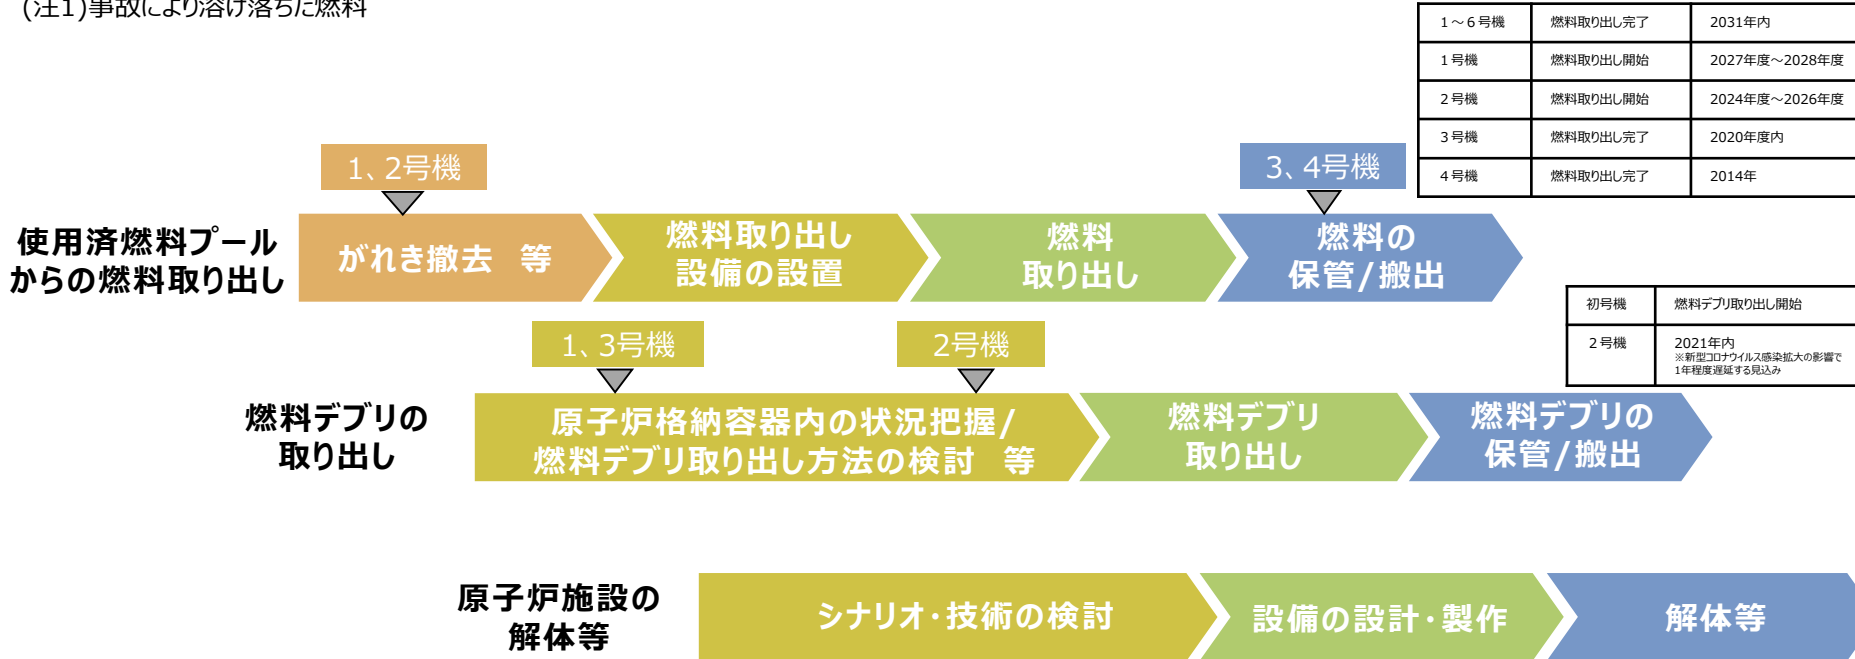 (注1)事故により溶け落ちた燃料
1～6号機 燃料取り出し完了 2031年内
1号機 燃料取り出し開始 2027年度～2028年度
2号機 燃料取り出し開始 2024年度～2026年度
3号機 燃料取り出し完了 2020年度内
4号機 燃料取り出し完了 2014年
1、2号機
3、4号機
使用済燃料プール
からの燃料取り出し
がれき撤去　等
燃料取り出し
設備の設置
燃料
取り出し
燃料の
保管/搬出
初号機 燃料デブリ取り出し開始
2号機 2021年内
※新型コロナウイルス感染拡大の影響で
1年程度遅延する見込み
1、3号機
2号機
燃料デブリの
取り出し
原子炉格納容器内の状況把握/
燃料デブリ取り出し方法の検討　等
燃料デブリ
取り出し
燃料デブリの
保管/搬出
原子炉施設の
解体等
シナリオ・技術の検討
設備の設計・製作
解体等